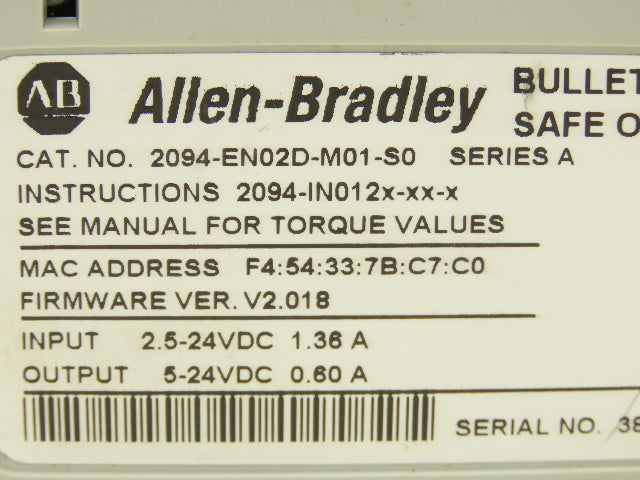 AB Allen-Bradley BULLET
SAFE O
CAT. NO. 2094-EN02D-M01-S0 SERIES A
INSTRUCTIONS 2094-IN012x-xx-x
SEE MANUAL FOR TORQUE VALUES
MAC ADDRESS F4:54:33:7B:C7:C0
FIRMWARE VER. V2.018
INPUT 2.5-24VDC 1.36 A
OUTPUT 5-24VDC 0.60 A
SERIAL NO. 38